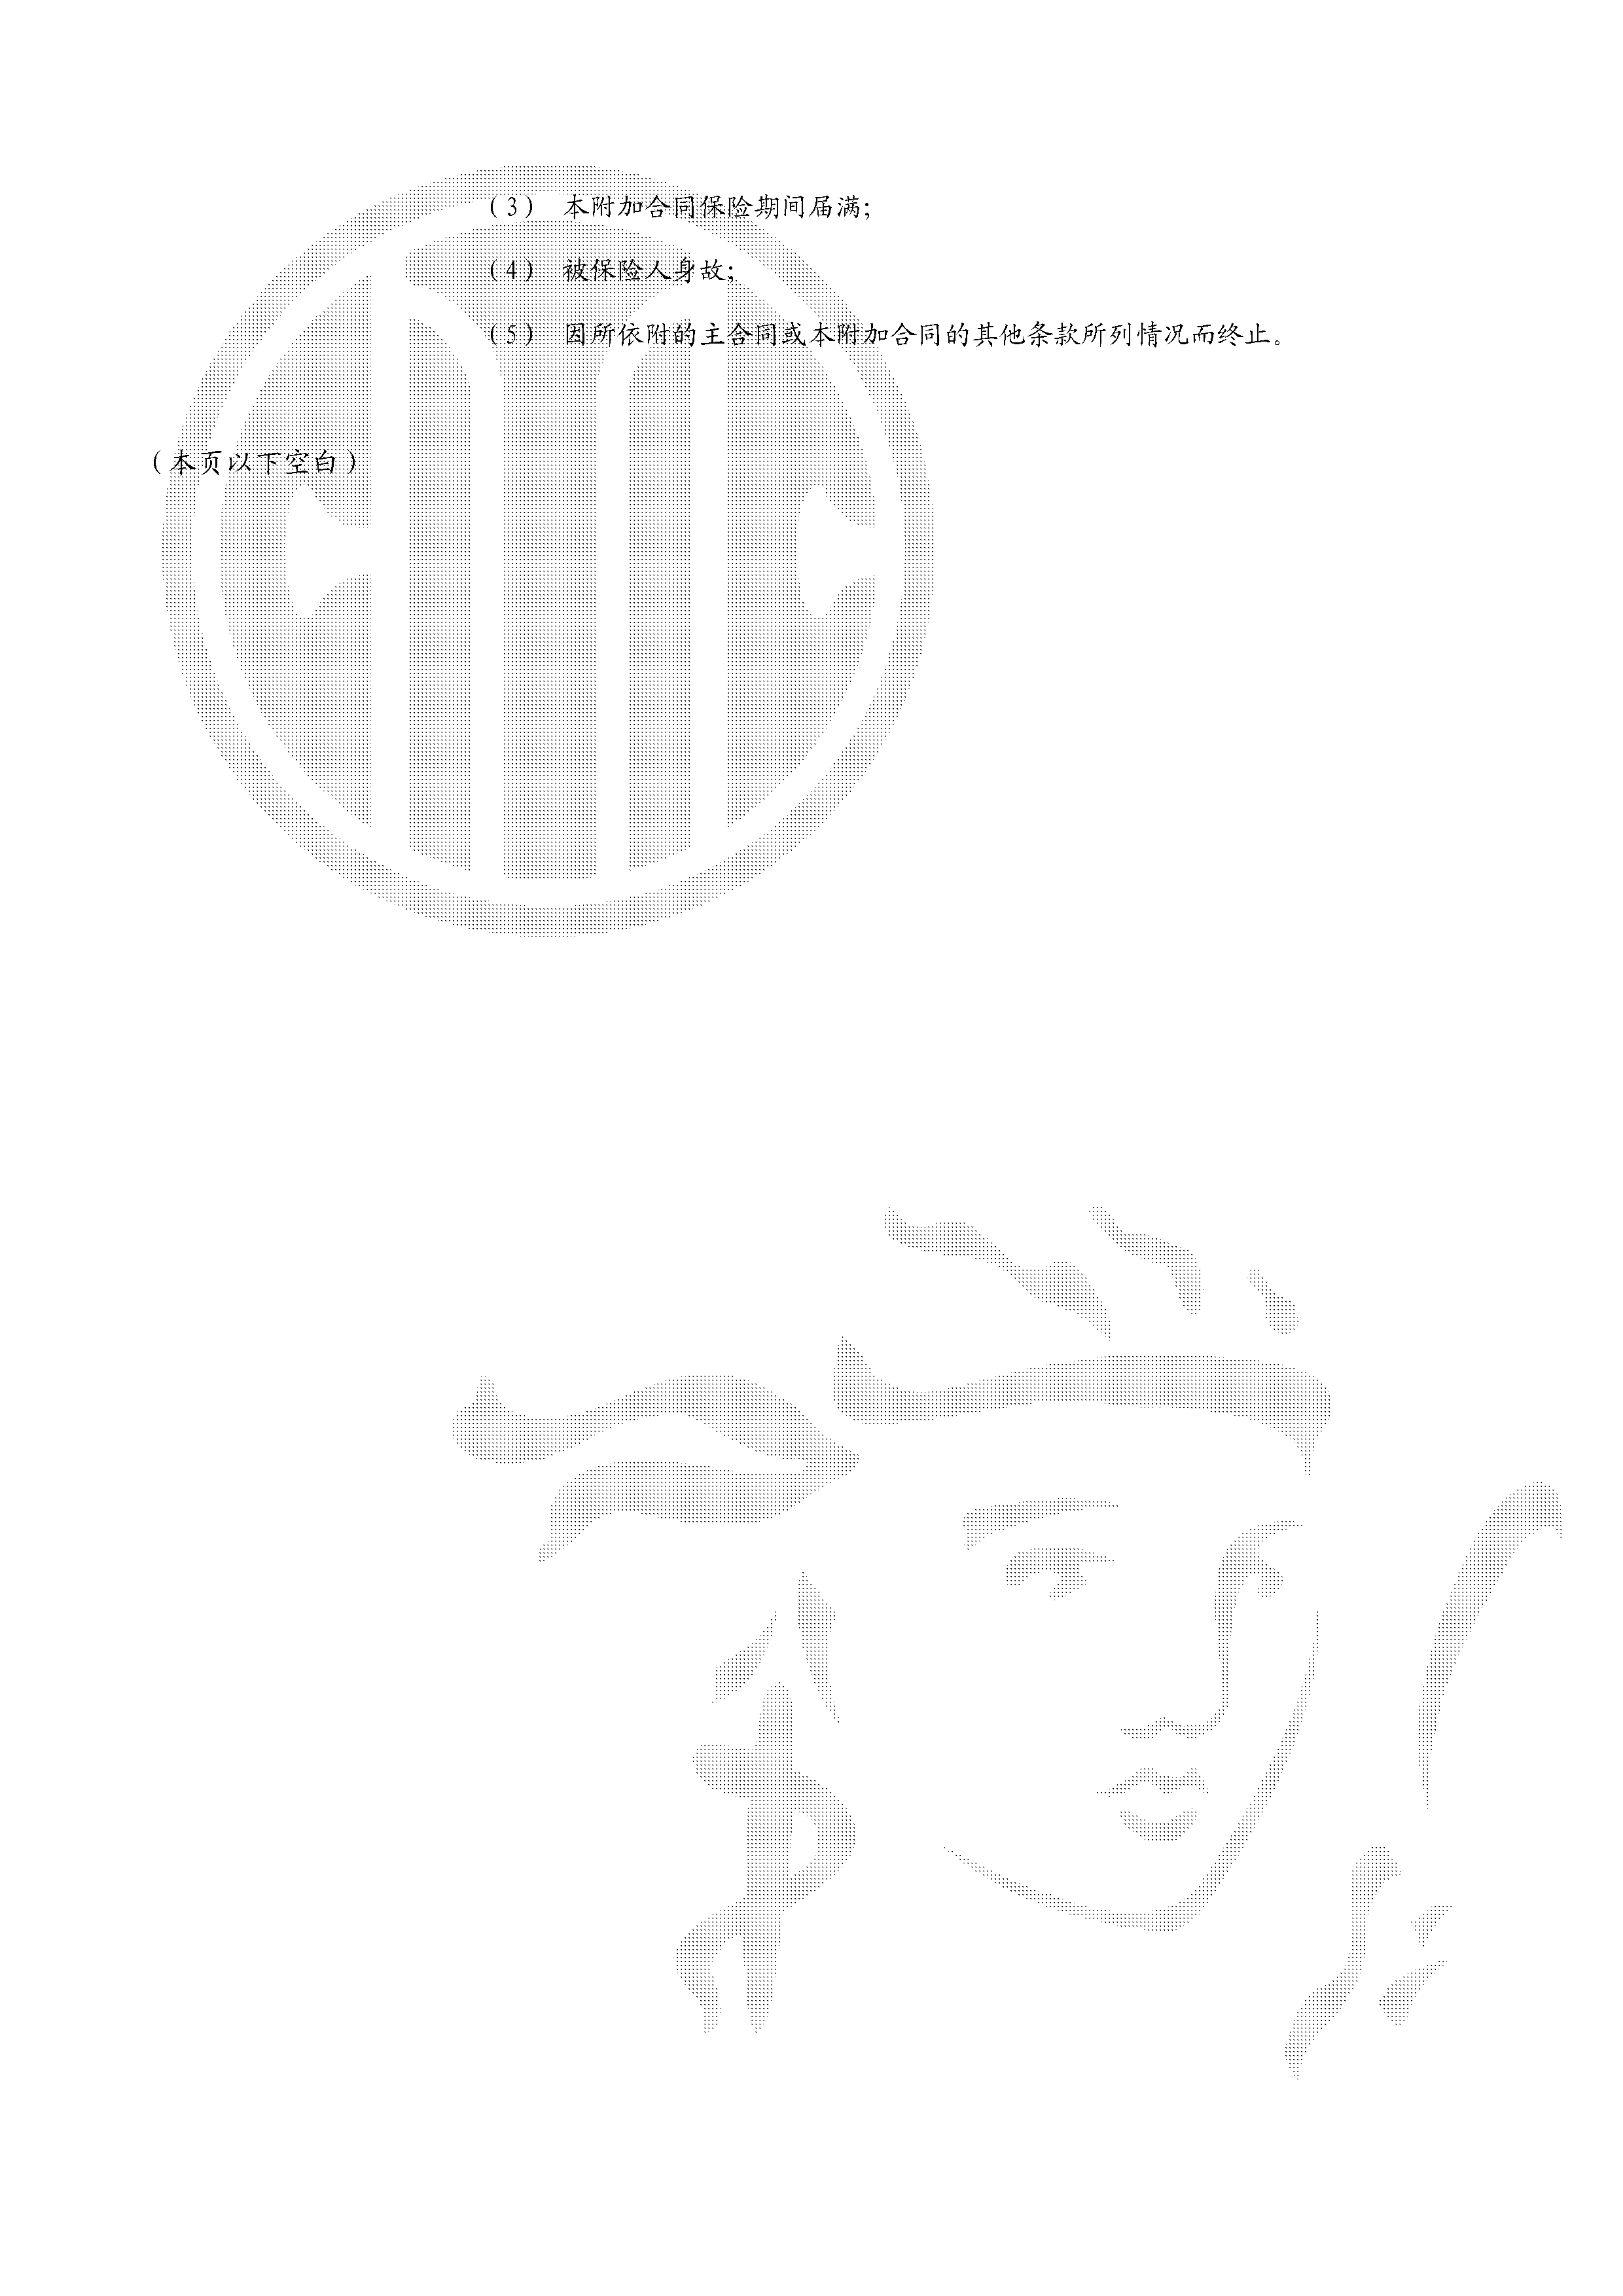 （3） 本附加合同保险期间届满；
（4） 被保险人身故；
（5） 因所依附的主合同或本附加合同的其他条款所列情况而终止。
（本页以下空白）